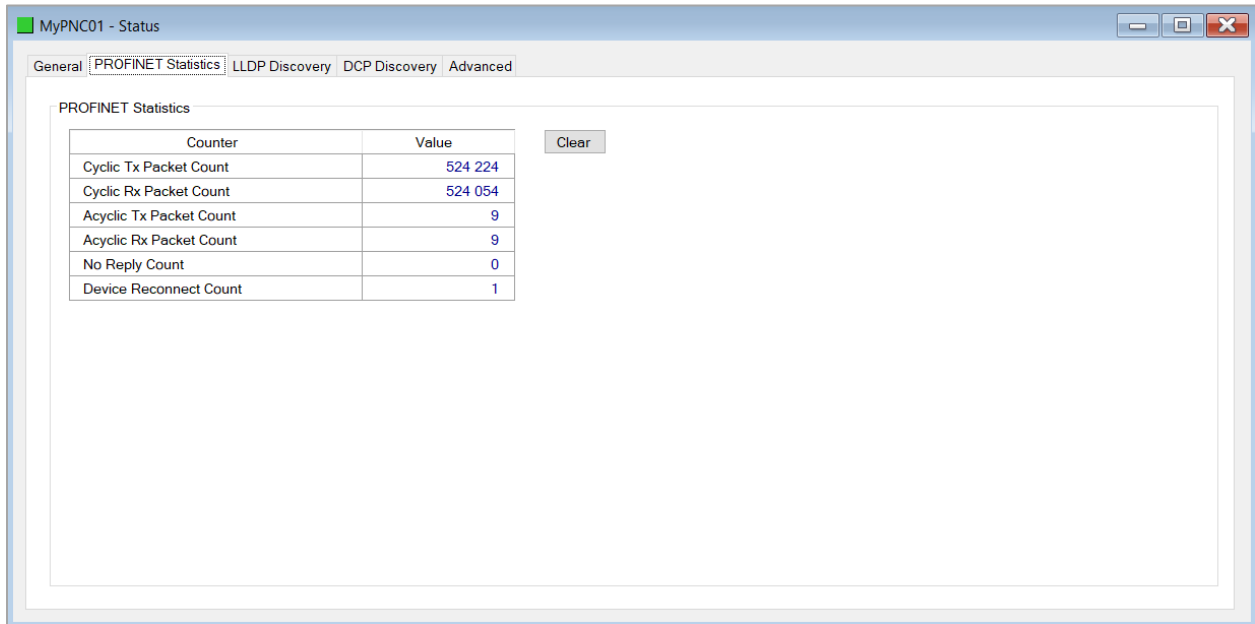 MyPNC01 - Status
General PROFINET Statistics LLDP Discovery DCP Discovery Advanced
PROFINET Statistics
Counter Value Clear
Cyclic Tx Packet Count 524 224
Cyclic Rx Packet Count 524 054
Acyclic Tx Packet Count 9
Acyclic Rx Packet Count 9
No Reply Count 0
Device Reconnect Count 1